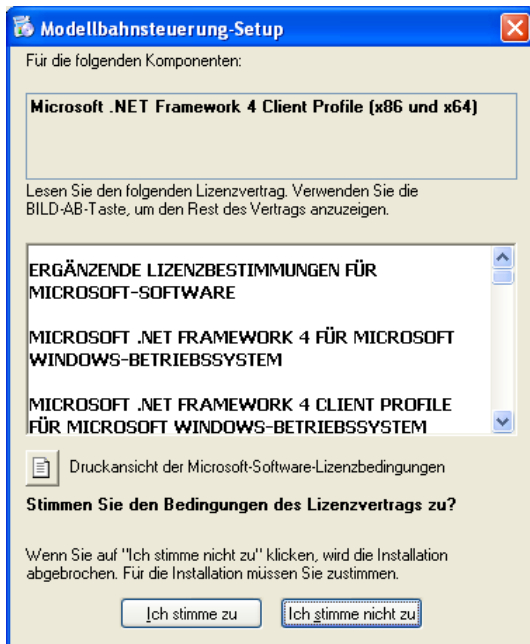 Modellbahnsteuerung-Setup
Für die folgenden Komponenten:
Microsoft .NET Framework 4 Client Profile (x86 und x64)
Lesen Sie den folgenden Lizenzvertrag. Verwenden Sie die
BILD-AB-Taste, um den Rest des Vertrags anzuzeigen.
ERGÄNZENDE LIZENZBESTIMMUNGEN FÜR
MICROSOFT-SOFTWARE
MICROSOFT .NET FRAMEWORK 4 FÜR MICROSOFT
WINDOWS-BETRIEBSSYSTEM
MICROSOFT .NET FRAMEWORK 4 CLIENT PROFILE
FÜR MICROSOFT WINDOWS-BETRIEBSSYSTEM
Druckansicht der Microsoft-Software-Lizenzbedingungen
Stimmen Sie den Bedingungen des Lizenzvertrags zu?
Wenn Sie auf "Ich stimme nicht zu" klicken, wird die Installation
abgebrochen. Für die Installation müssen Sie zustimmen.
Ich stimme zu
Ich stimme nicht zu